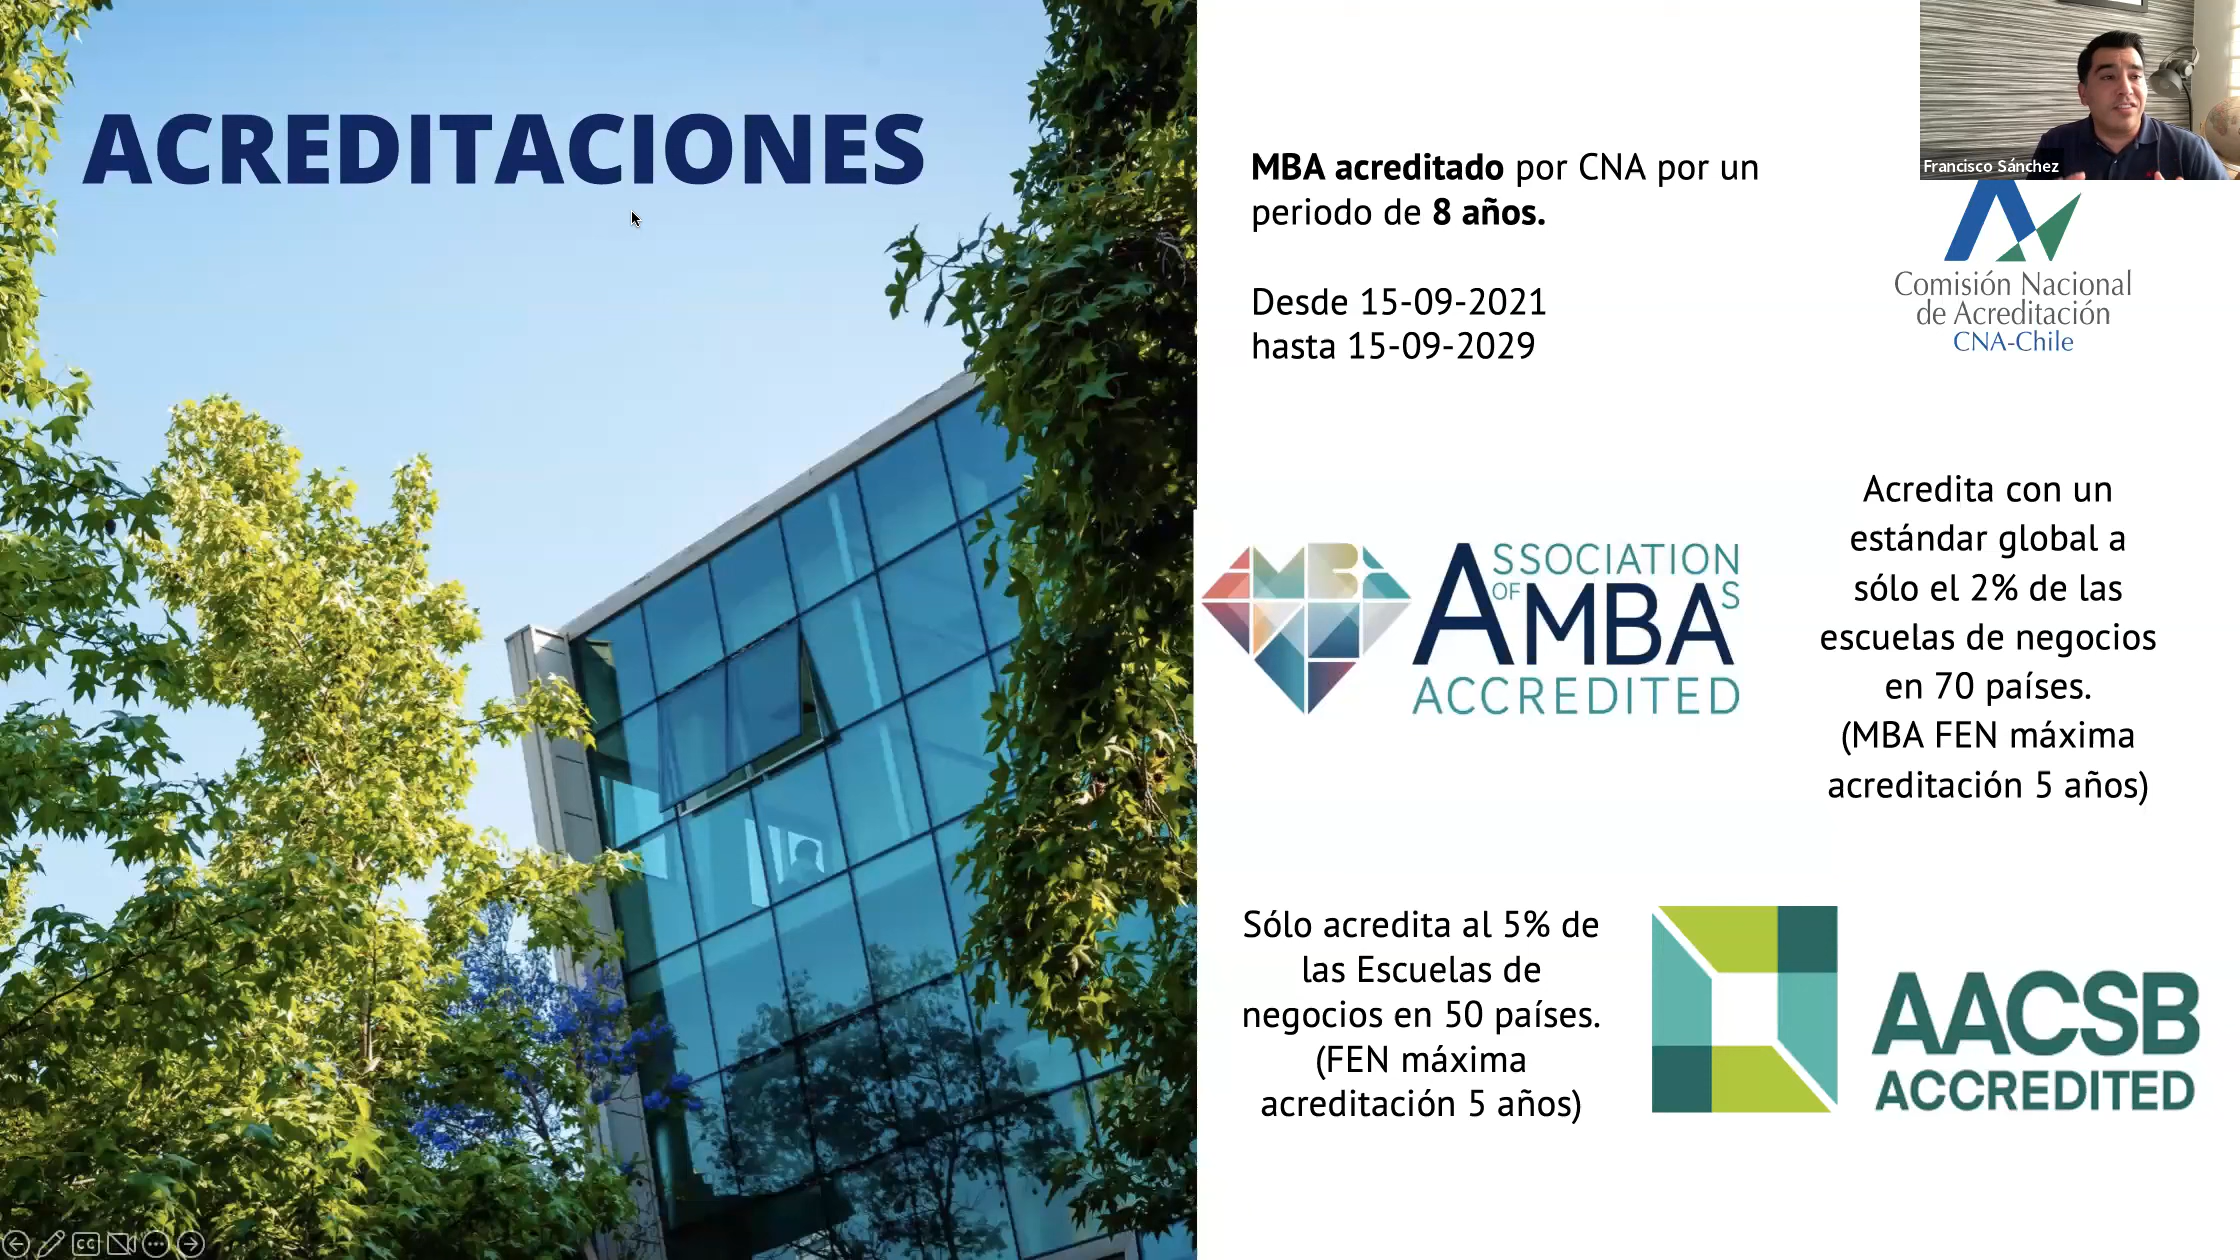 ACREDITACIONES
MBA acreditado por CNA por un
periodo de 8 años.
Desde 15-09-2021
hasta 15-09-2029
Francisco Sánchez
Comisión Nacional
de Acreditación
CNA-Chile
MBA
ASSOCIATION
OF MBAS
ACCREDITED
Acredita con un
estándar global a
sólo el 2% de las
escuelas de negocios
en 70 países.
(MBA FEN máxima
acreditación 5 años)
Sólo acredita al 5% de
las Escuelas de
negocios en 50 países.
(FEN máxima
acreditación 5 años)
AACSB
ACCREDITED
CC